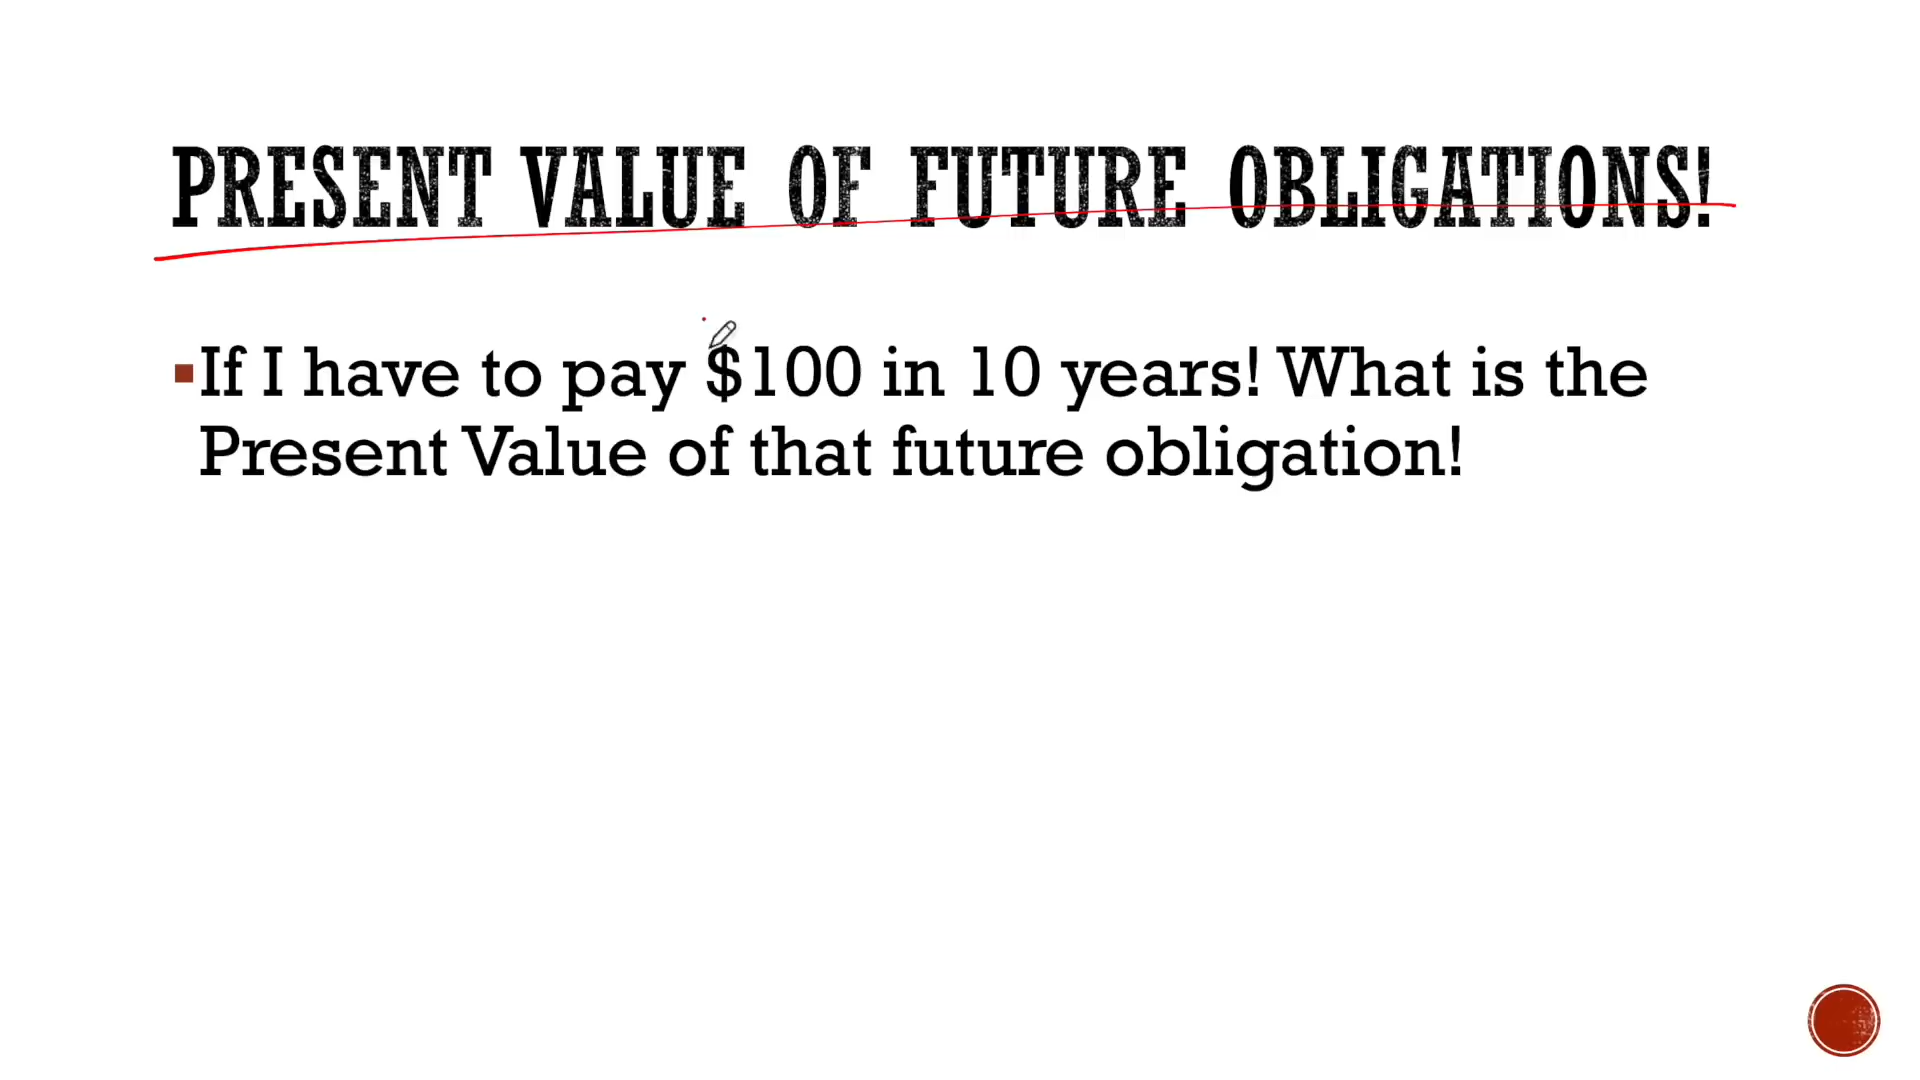 PRESENT VALUE OF FUTURE OBLIGATIONS!
If I have to pay $100 in 10 years! What is the
Present Value of that future obligation!